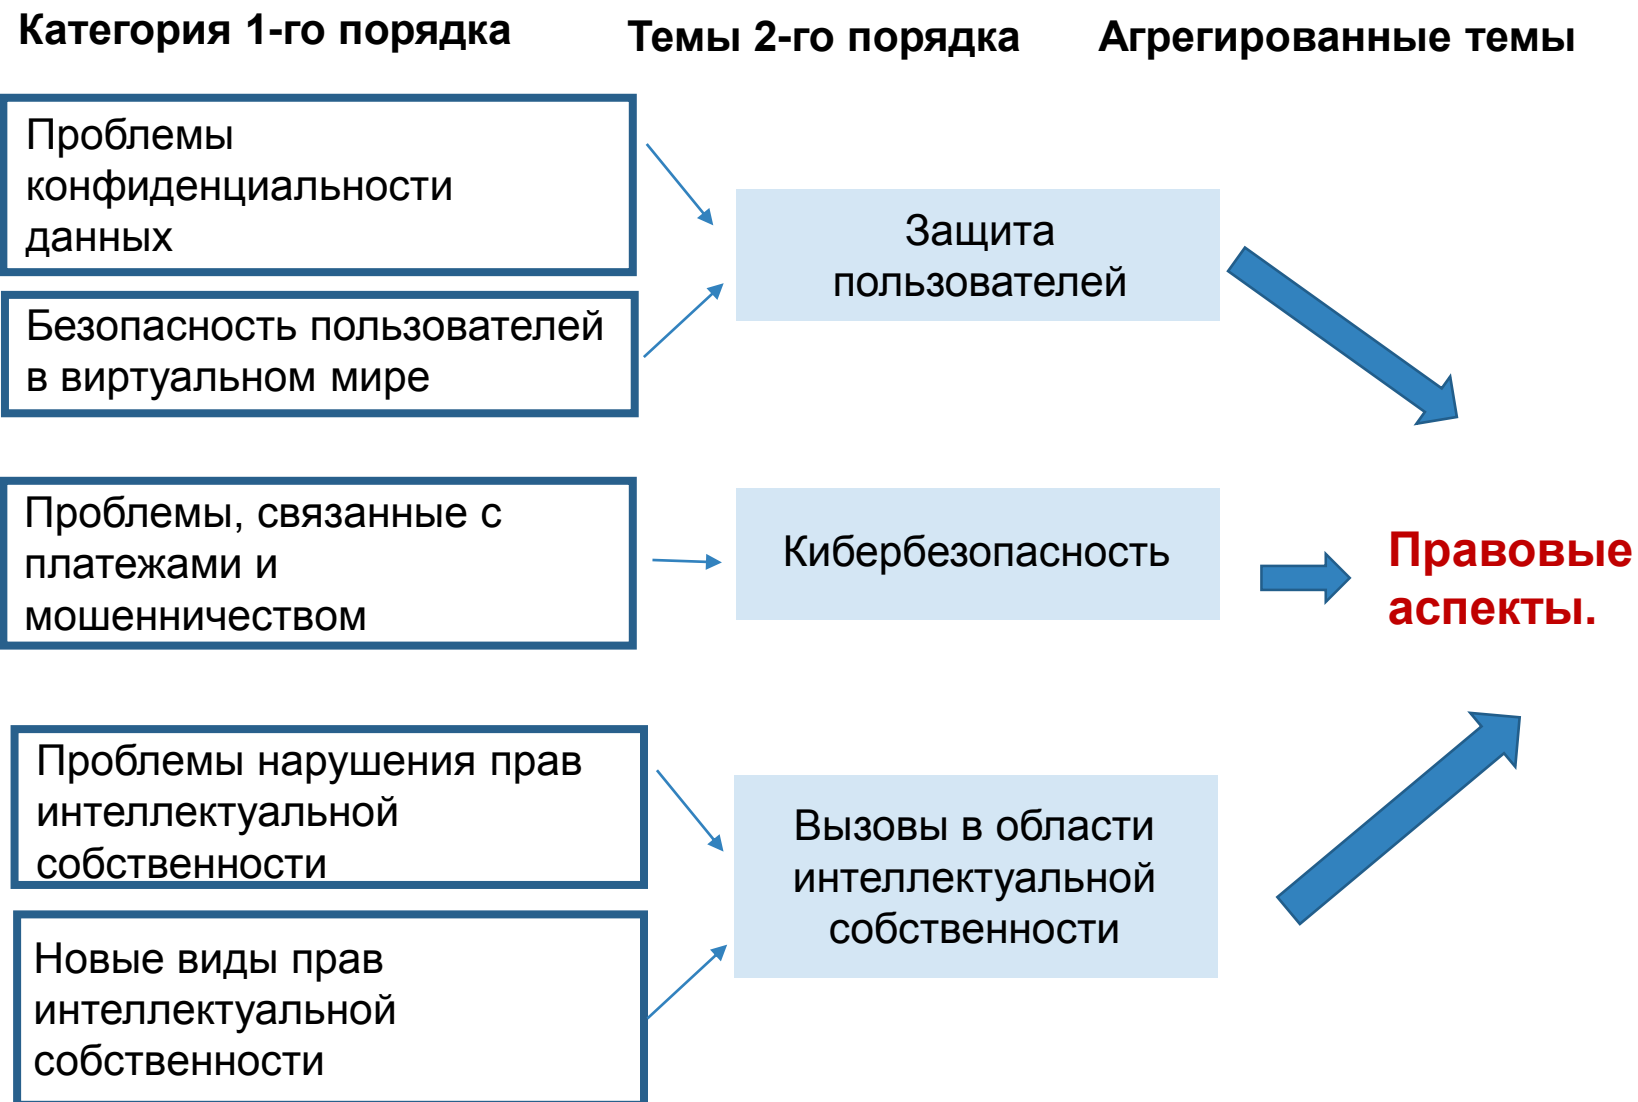 Категория 1-го порядка
Темы 2-го порядка
Агрегированные темы
Проблемы
конфиденциальности
данных
Безопасность пользователей
в виртуальном мире
Защита
пользователей
Проблемы, связанные с
платежами и
мошенничеством
Кибербезопасность
Правовые
аспекты.
Проблемы нарушения прав
интеллектуальной
собственности
Новые виды прав
интеллектуальной
собственности
Вызовы в области
интеллектуальной
собственности